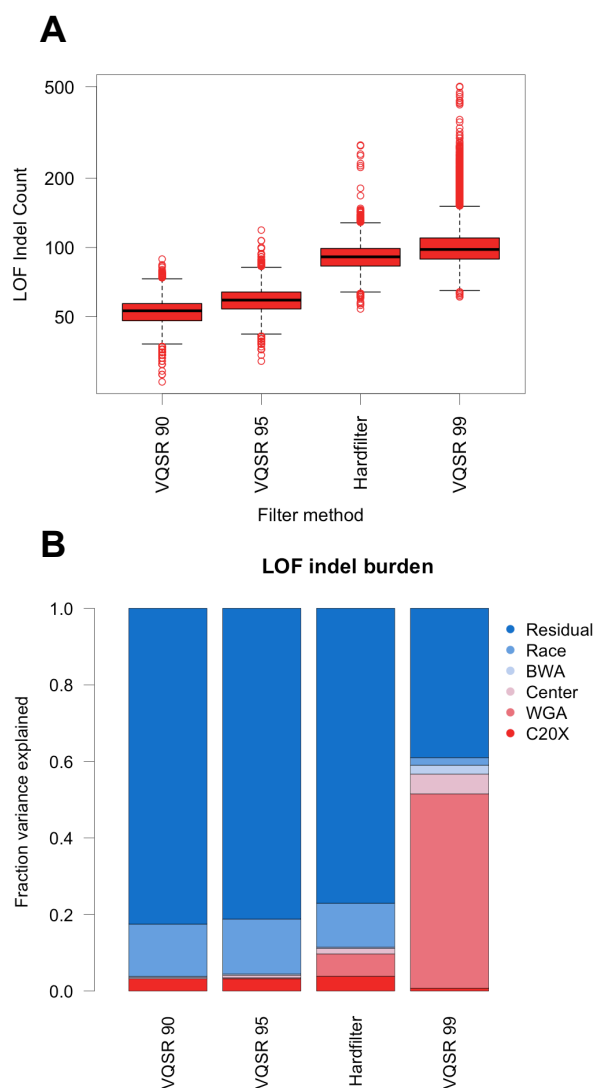 A
500
200
100
50
LOF Indel Count
VQSR 90
VQSR 95
Hardfilter
VQSR 99
Filter method
B
LOF indel burden
1.0
0.8
0.6
0.4
0.2
0.0
Fraction variance explained
Residual
Race
BWA
Center
WGA
C20X
VQSR 90
VQSR 95
Hardfilter
VQSR 99